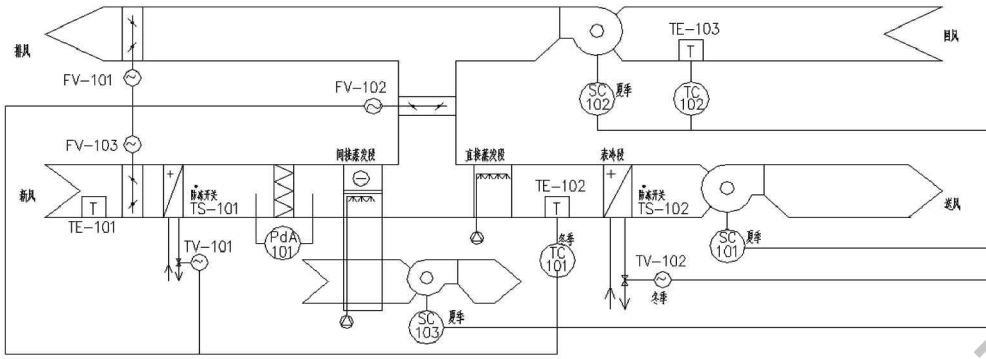 TE-103
排风
回风
T
FV-101
FV-102
SC
102
夏季
TC
102
FV-103
间接蒸发段
直接蒸发段
表冷段
新风
T
TE-101
+
防冻开关
TS-101
PdA
101
TE-102
T
+
防冻开关
TS-102
送风
冬季
TC
101
SC
101
夏季
TV-101
TV-102
冬季
SC
103
夏季